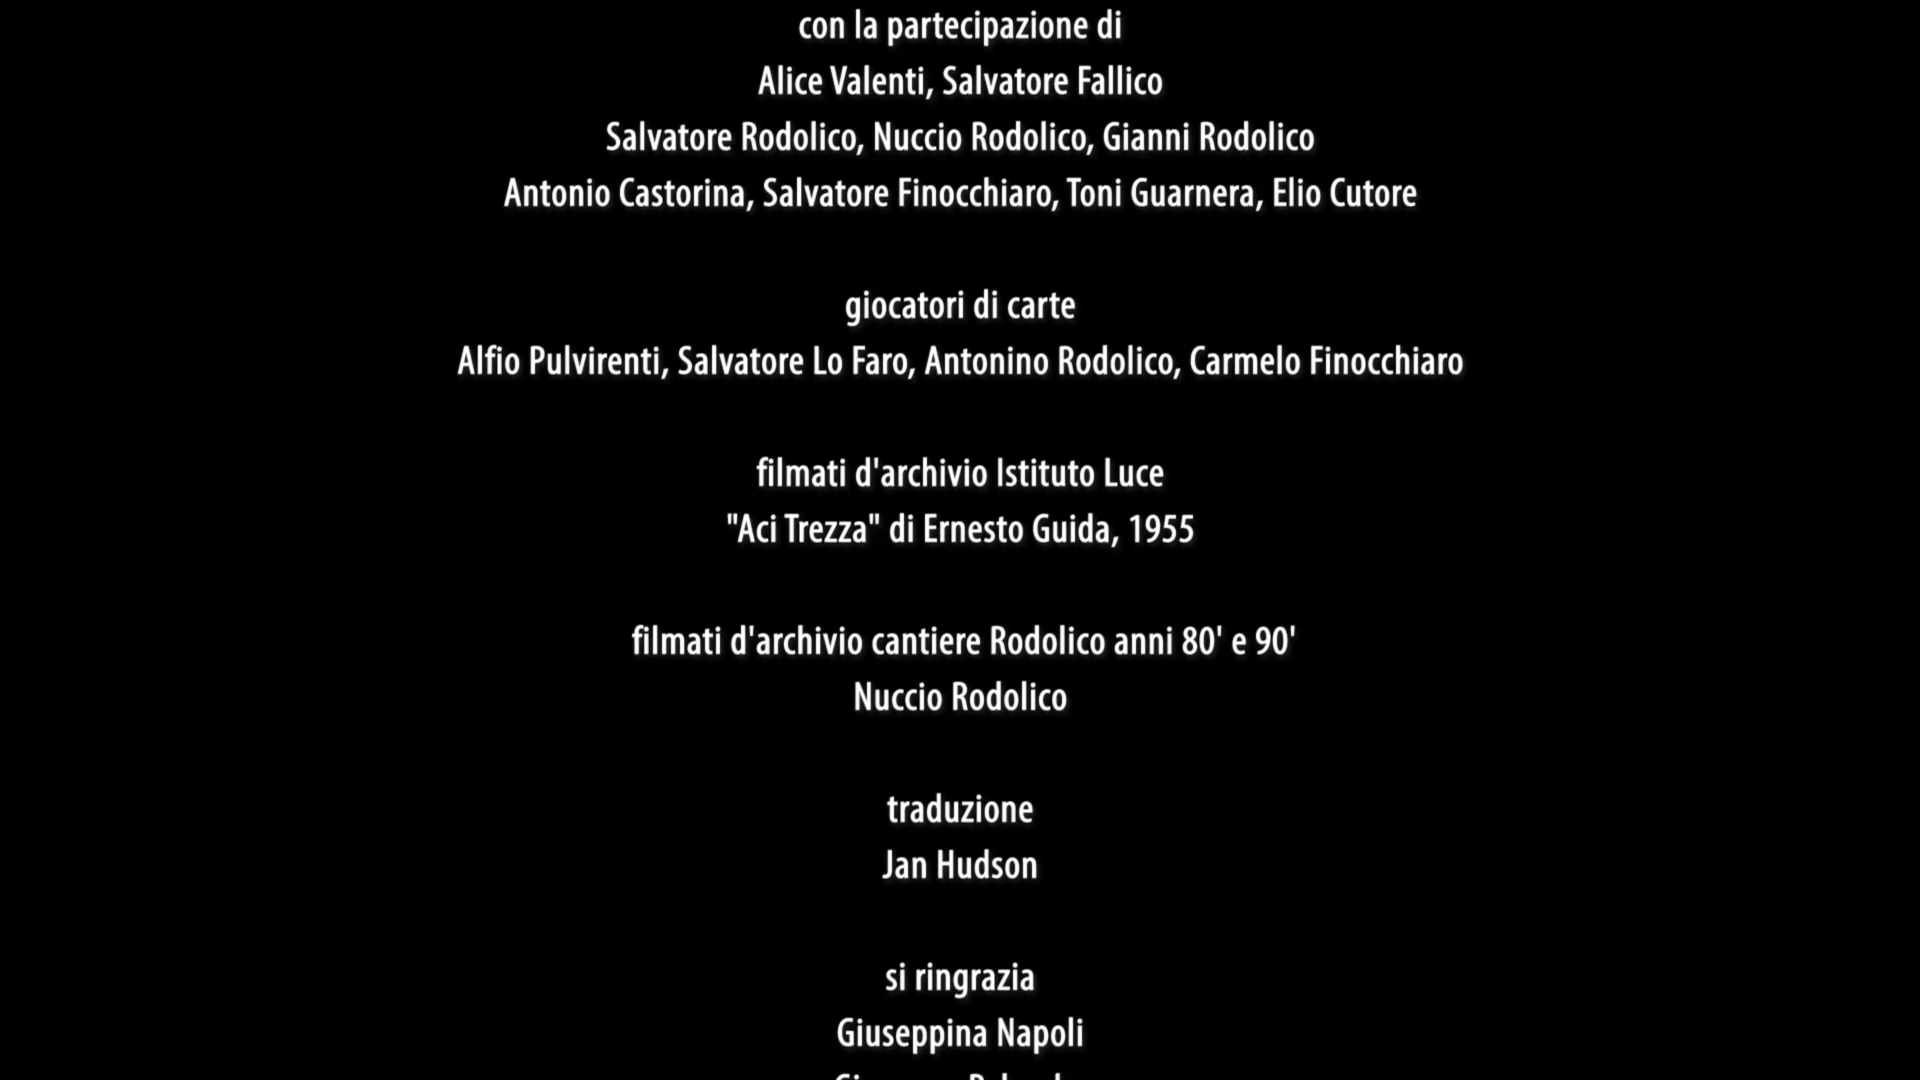 con la partecipazione di
Alice Valenti, Salvatore Fallico
Salvatore Rodolico, Nuccio Rodolico, Gianni Rodolico
Antonio Castorina, Salvatore Finocchiaro, Toni Guarnera, Elio Cutore
giocatori di carte
Alfio Pulvirenti, Salvatore Lo Faro, Antonino Rodolico, Carmelo Finocchiaro
filmati d'archivio Istituto Luce
"Aci Trezza" di Ernesto Guida, 1955
filmati d'archivio cantiere Rodolico anni 80' e 90'
Nuccio Rodolico
traduzione
Jan Hudson
si ringrazia
Giuseppina Napoli